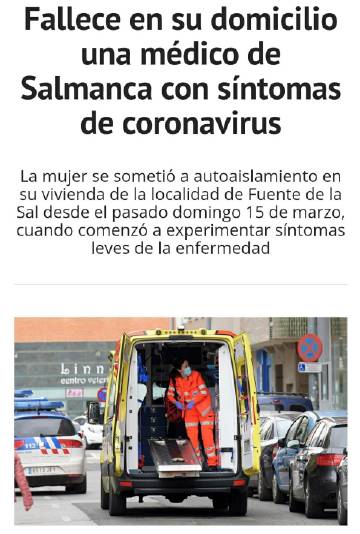 Fallece en su domicilio
una médico de
Salmanca con síntomas
de coronavirus
La mujer se sometió a autoaislamiento en
su vivienda de la localidad de Fuente de la
Sal desde el pasado domingo 15 de marzo,
cuando comenzó a experimentar síntomas
leves de la enfermedad
Linn
centro veter